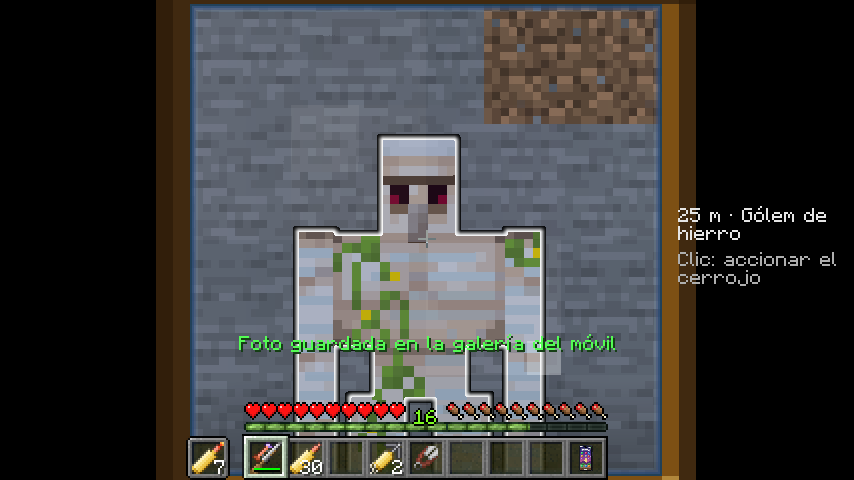 25 m · Gólem de
hierro
Clic: accionar el
cerrojo
Foto guardada en la galería del móvil
16
7
30
2